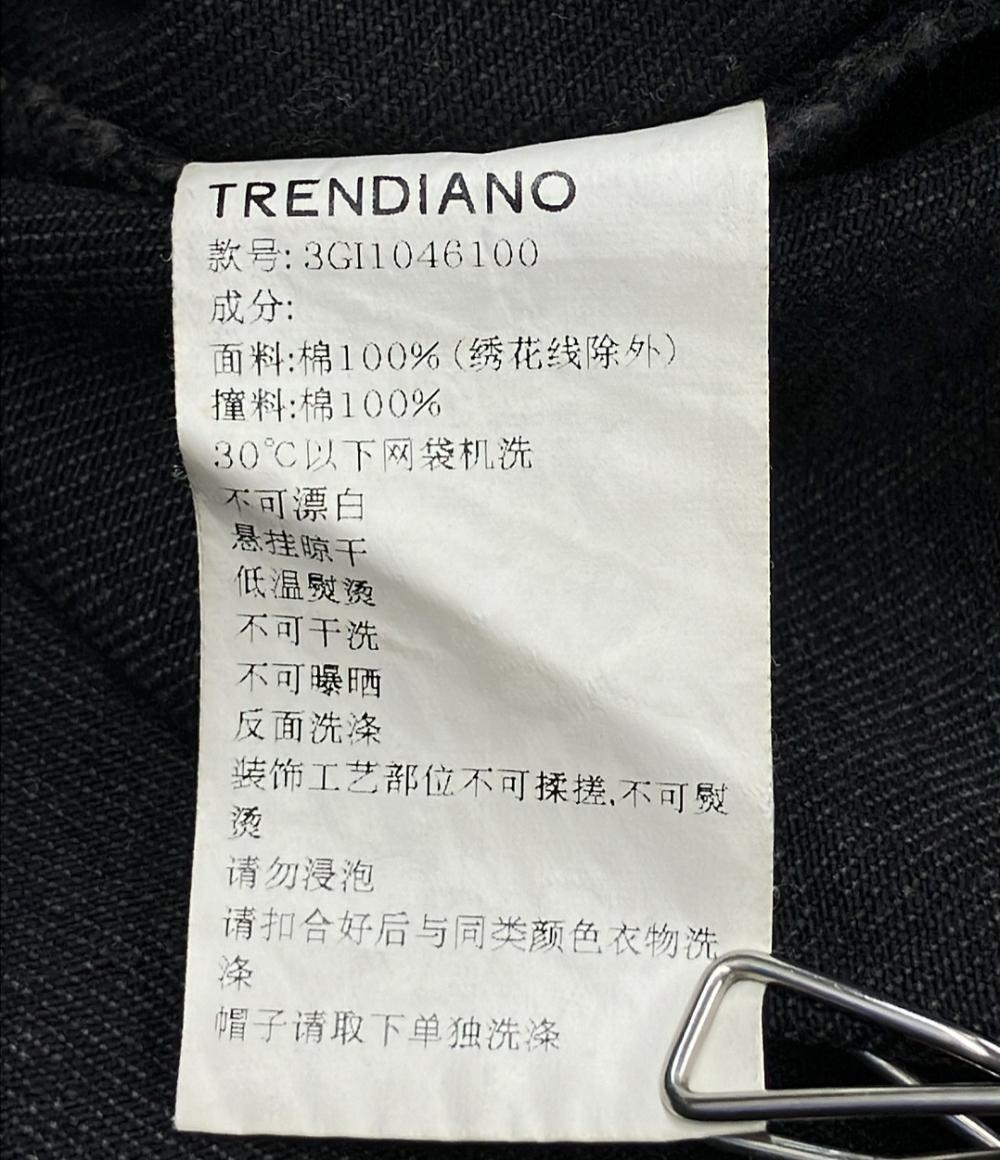 TRENDIANO
款号:3GI1046100
成分:
面料:棉100%(绣花线除外)
撞料:棉100%
30℃以下网袋机洗
不可漂白
悬挂晾干
低温熨烫
不可干洗
不可曝晒
反面洗涤
装饰工艺部位不可揉搓,不可熨
烫
请勿浸泡
请扣合好后与同类颜色衣物洗
涤
帽子请取下单独洗涤